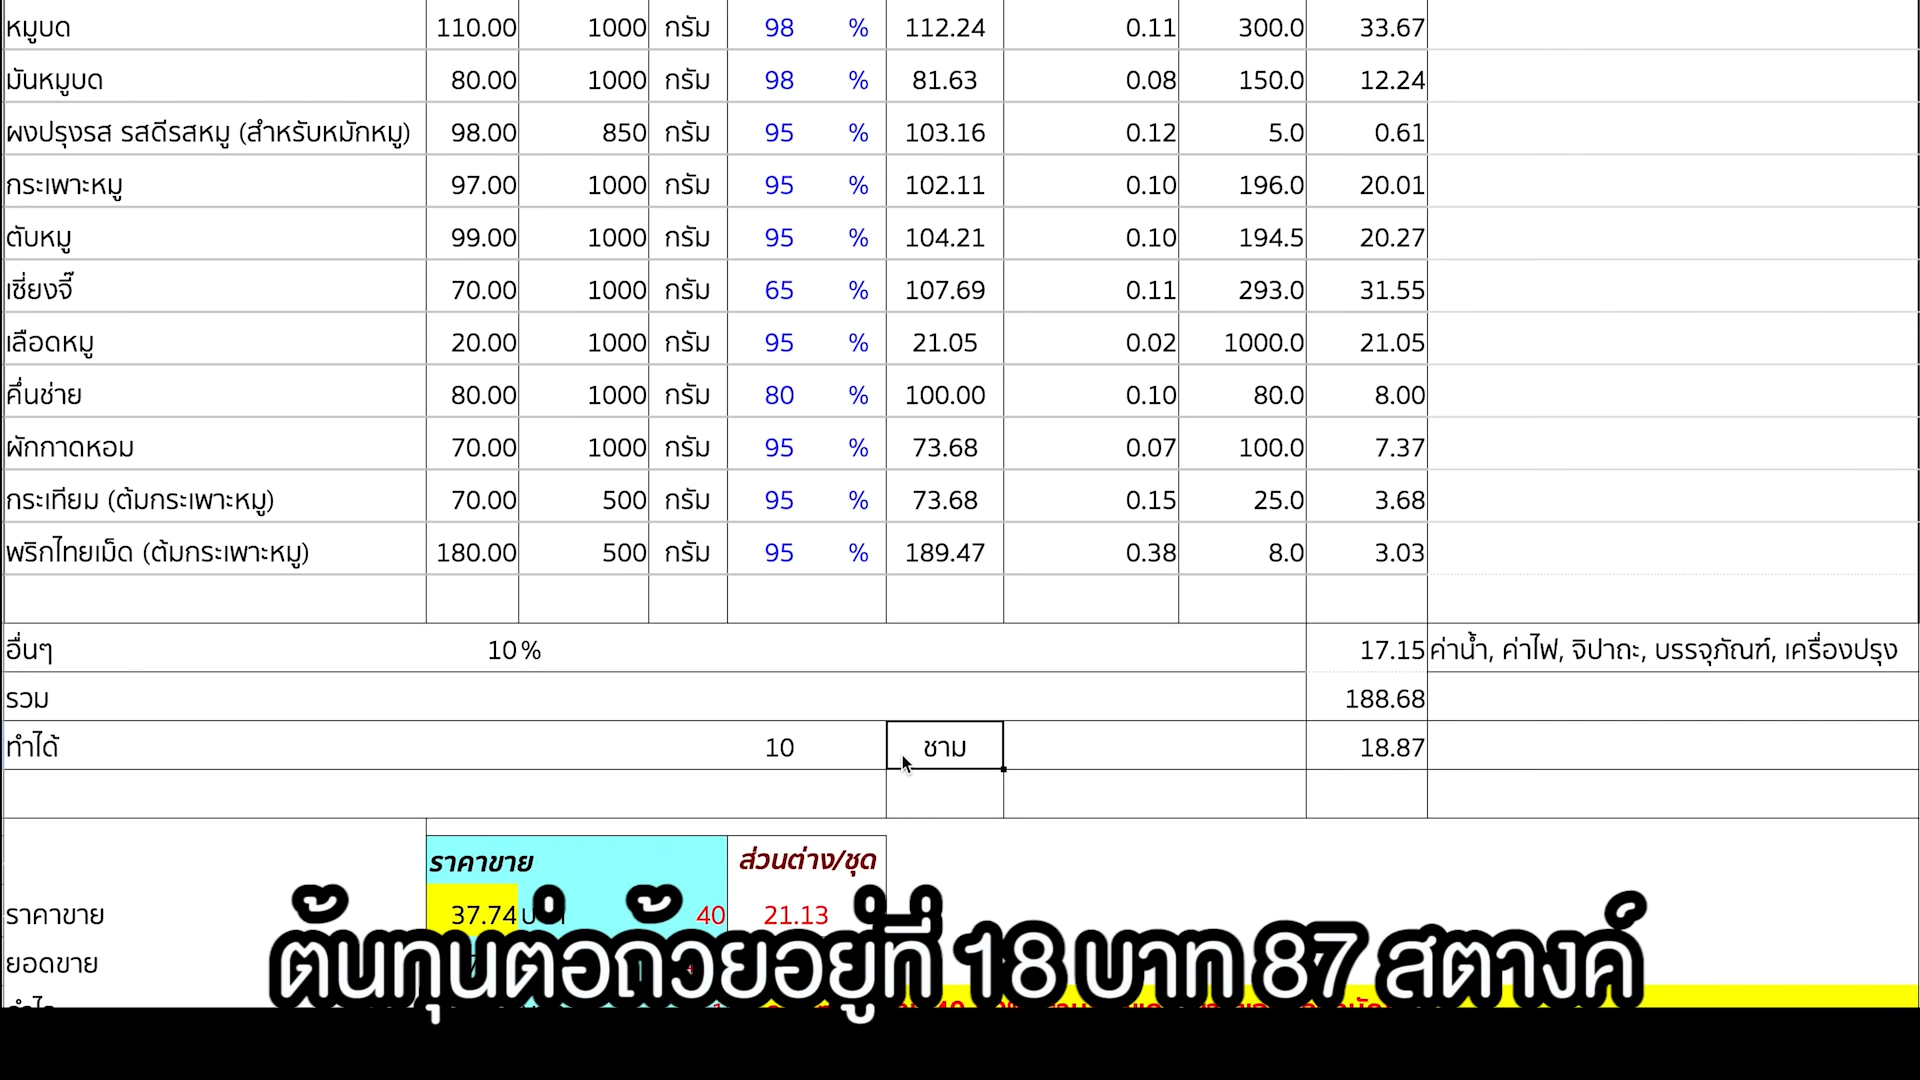 หมูบด 110.00 1000 กรัม 98 % 112.24 0.11 300.0 33.67
มันหมูบด 80.00 1000 กรัม 98 % 81.63 0.08 150.0 12.24
ผงปรุงรส รสดีรสหมู (สำหรับหมักหมู) 98.00 850 กรัม 95 % 103.16 0.12 5.0 0.61
กระเพาะหมู 97.00 1000 กรัม 95 % 102.11 0.10 196.0 20.01
ตับหมู 99.00 1000 กรัม 95 % 104.21 0.10 194.5 20.27
เซี่ยงจี๊ 70.00 1000 กรัม 65 % 107.69 0.11 293.0 31.55
เลือดหมู 20.00 1000 กรัม 95 % 21.05 0.02 1000.0 21.05
คื่นช่าย 80.00 1000 กรัม 80 % 100.00 0.10 80.0 8.00
ผักกาดหอม 70.00 1000 กรัม 95 % 73.68 0.07 100.0 7.37
กระเทียม (ต้มกระเพาะหมู) 70.00 500 กรัม 95 % 73.68 0.15 25.0 3.68
พริกไทยเม็ด (ต้มกระเพาะหมู) 180.00 500 กรัม 95 % 189.47 0.38 8.0 3.03
อื่นๆ 10% 17.15 ค่าน้ำ, ค่าไฟ, จิปาถะ, บรรจุภัณฑ์, เครื่องปรุง
รวม 188.68
ทำได้ 10 ชาม 18.87
ราคาขาย ส่วนต่าง/ชุด
ราคาขาย 37.74 40 21.13
ยอดขาย
ต้นทุนต่อถ้วยอยู่ที่ 18 บาท 87 สตางค์